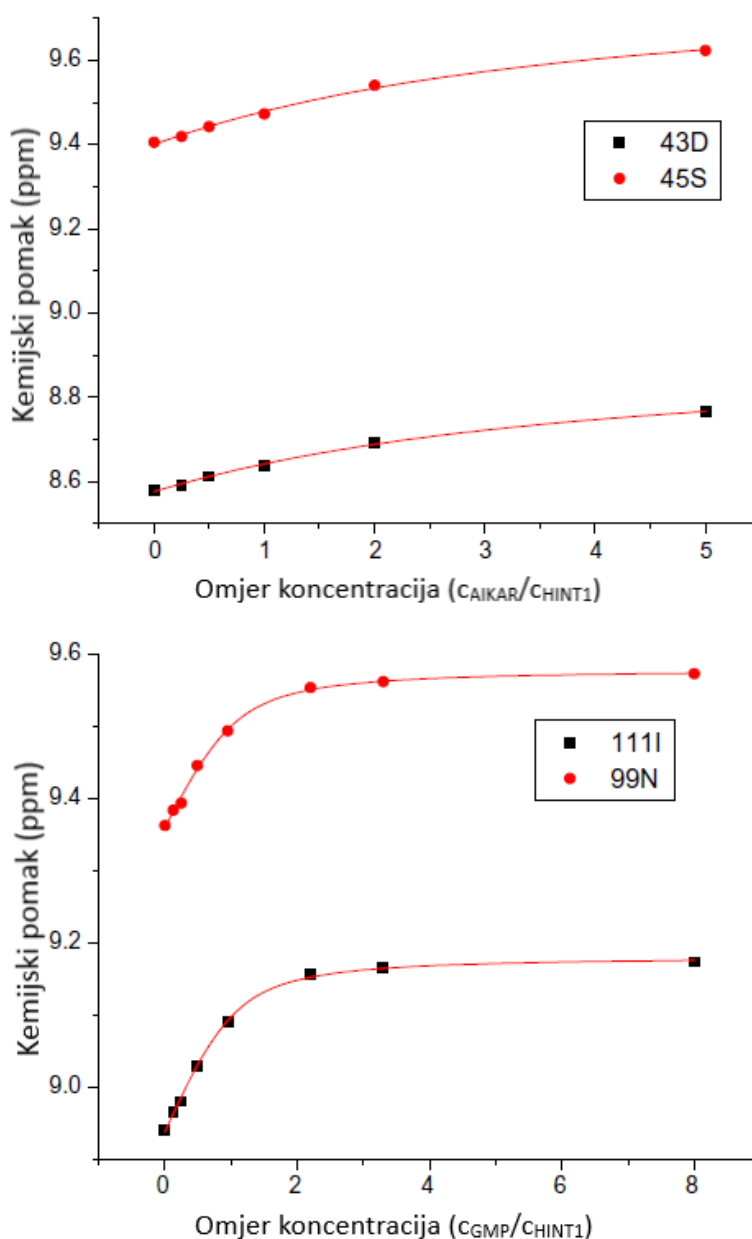 9.6
9.4
9.2
9.0
8.8
8.6
Kemijski pomak (ppm)
43D
45S
0
1
2
3
4
5
Omjer koncentracija (cAIKAR/cHINT1)
9.6
9.4
9.2
9.0
Kemijski pomak (ppm)
111I
99N
0
2
4
6
8
Omjer koncentracija (cGMP/cHINT1)